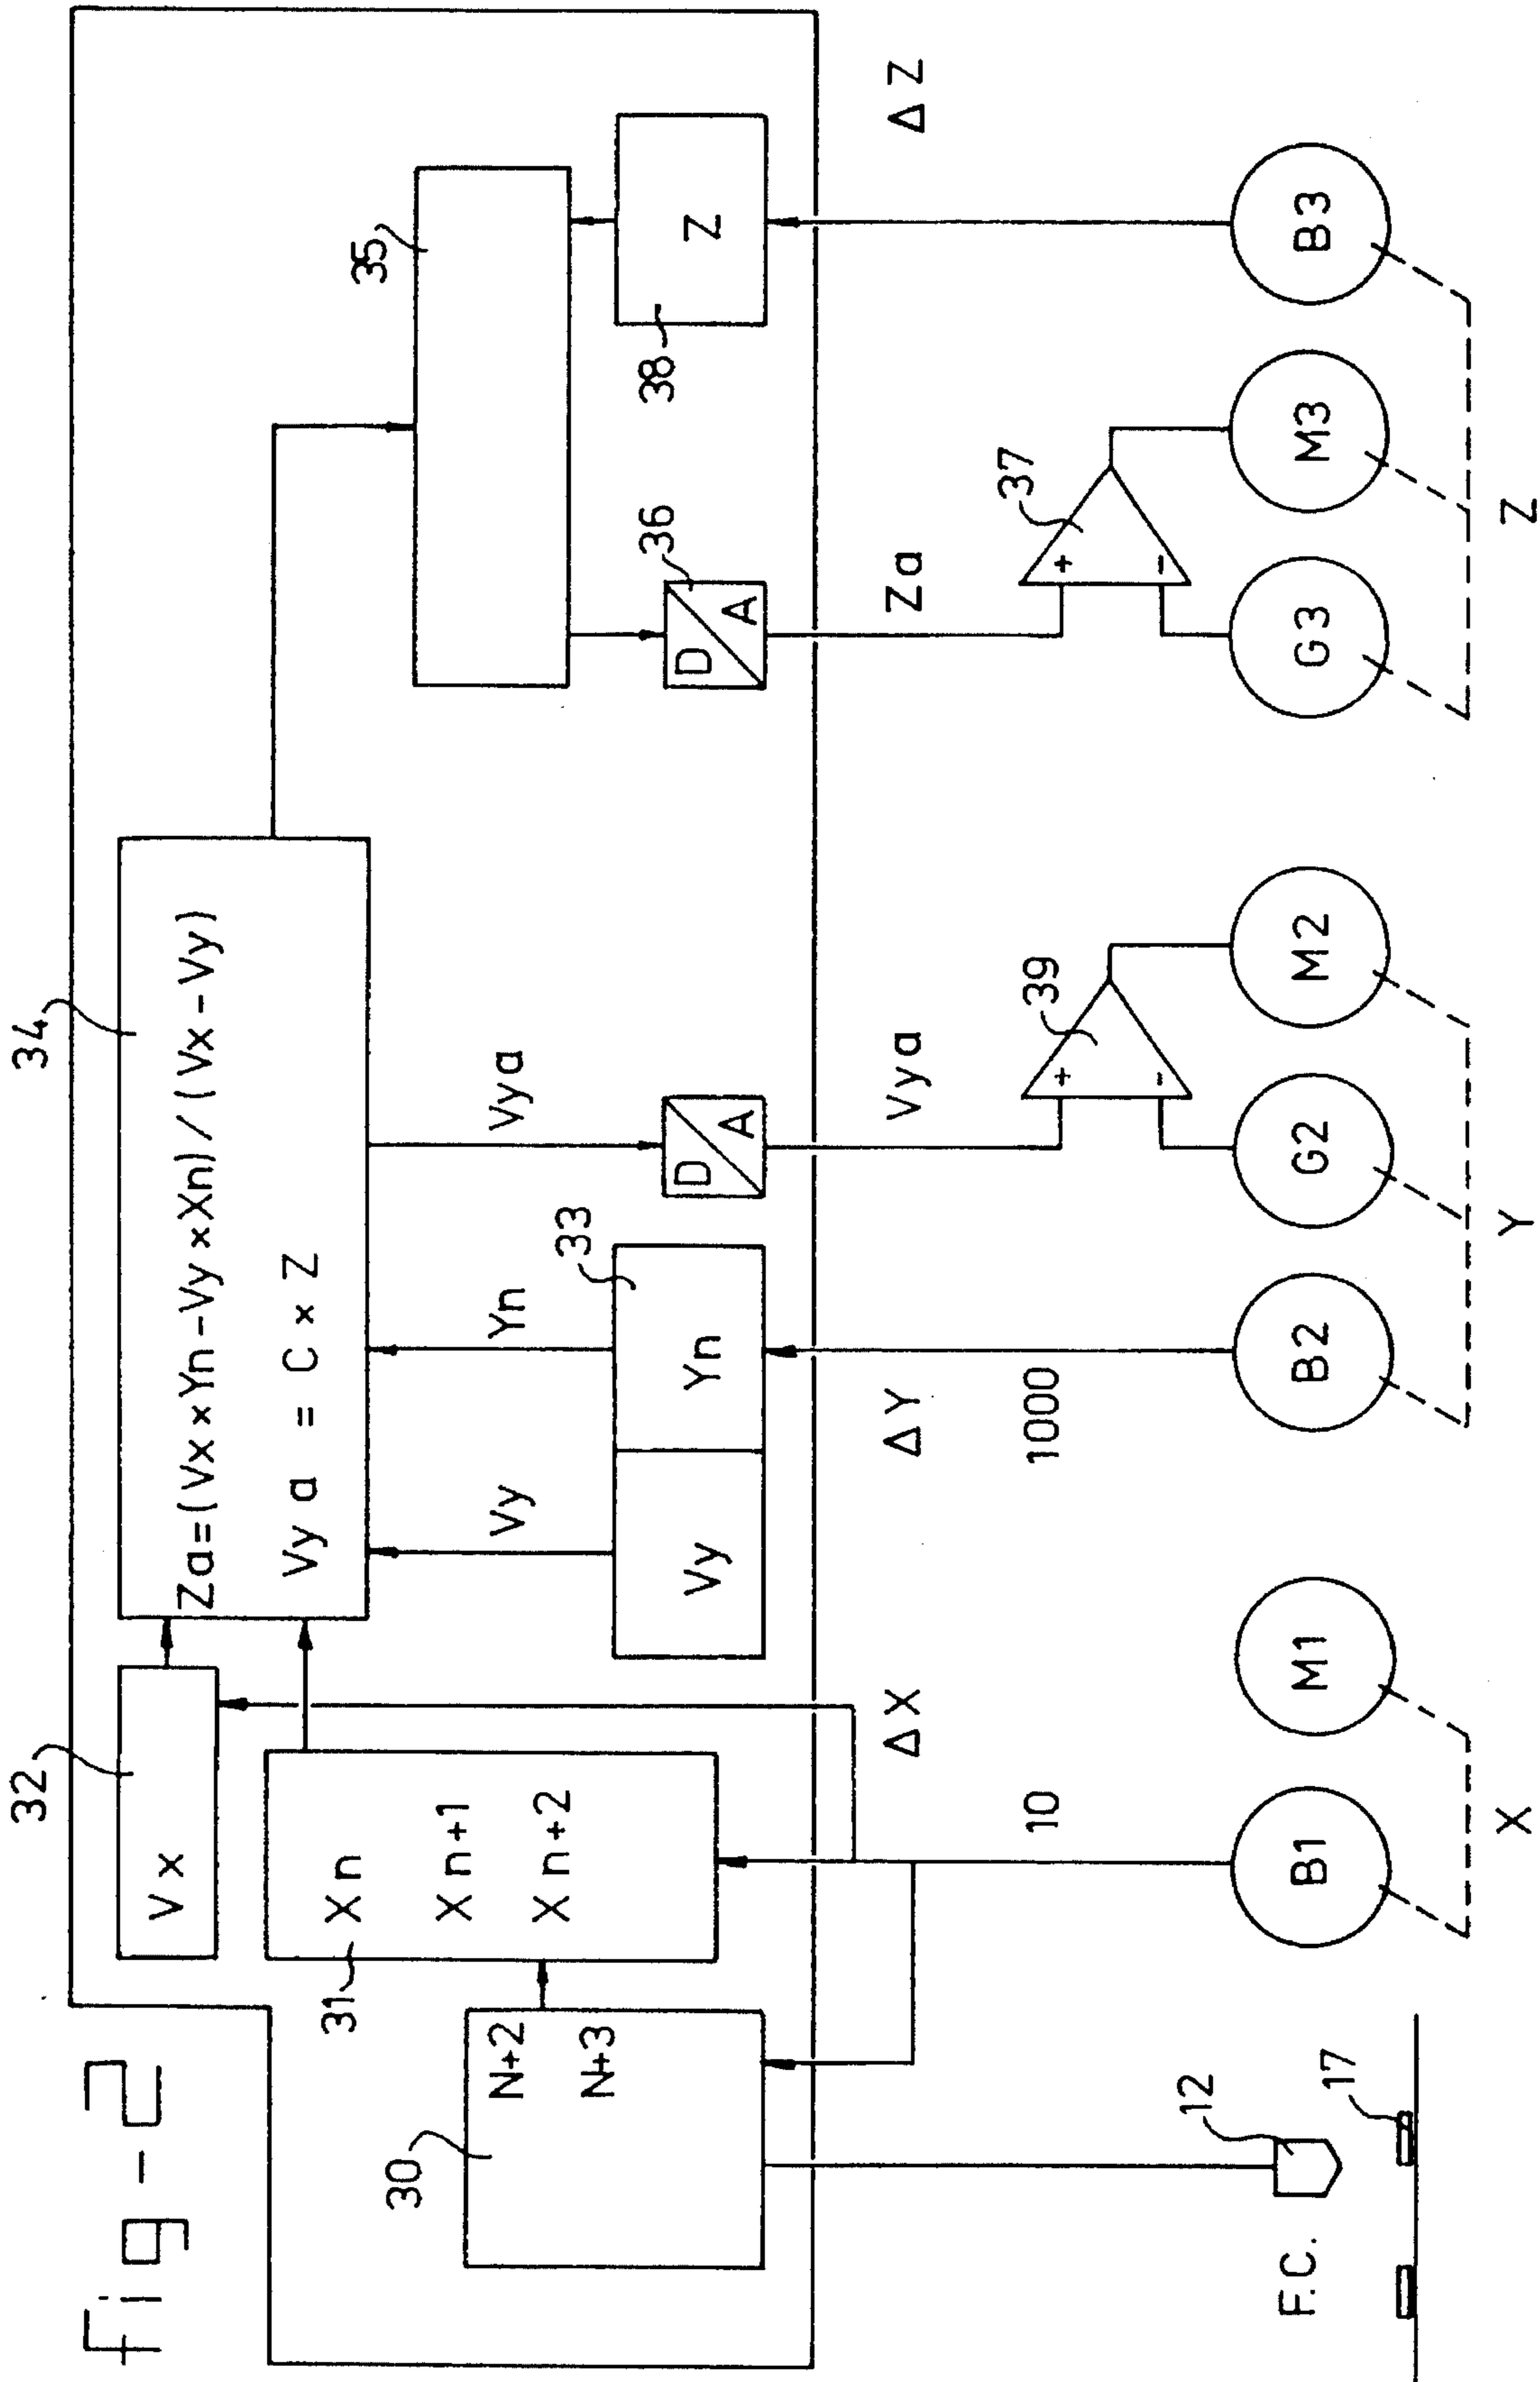 Fig-2
32
34
Vx
Za=(Vx×Yn-Vy×Xn)/(Vx-Vy)
Vya = C × Z
31
Xn
Xn+1
Xn+2
30
N+2
N+3
Vy
Yn
Vya
35
33
Vy
Yn
D
A
D
A
36
38
Z
ΔX
ΔY
Vya
Za
ΔZ
10
1000
39
37
+
-
+
-
F.C.
12
17
B1
M1
B2
G2
M2
G3
M3
B3
X
Y
Z